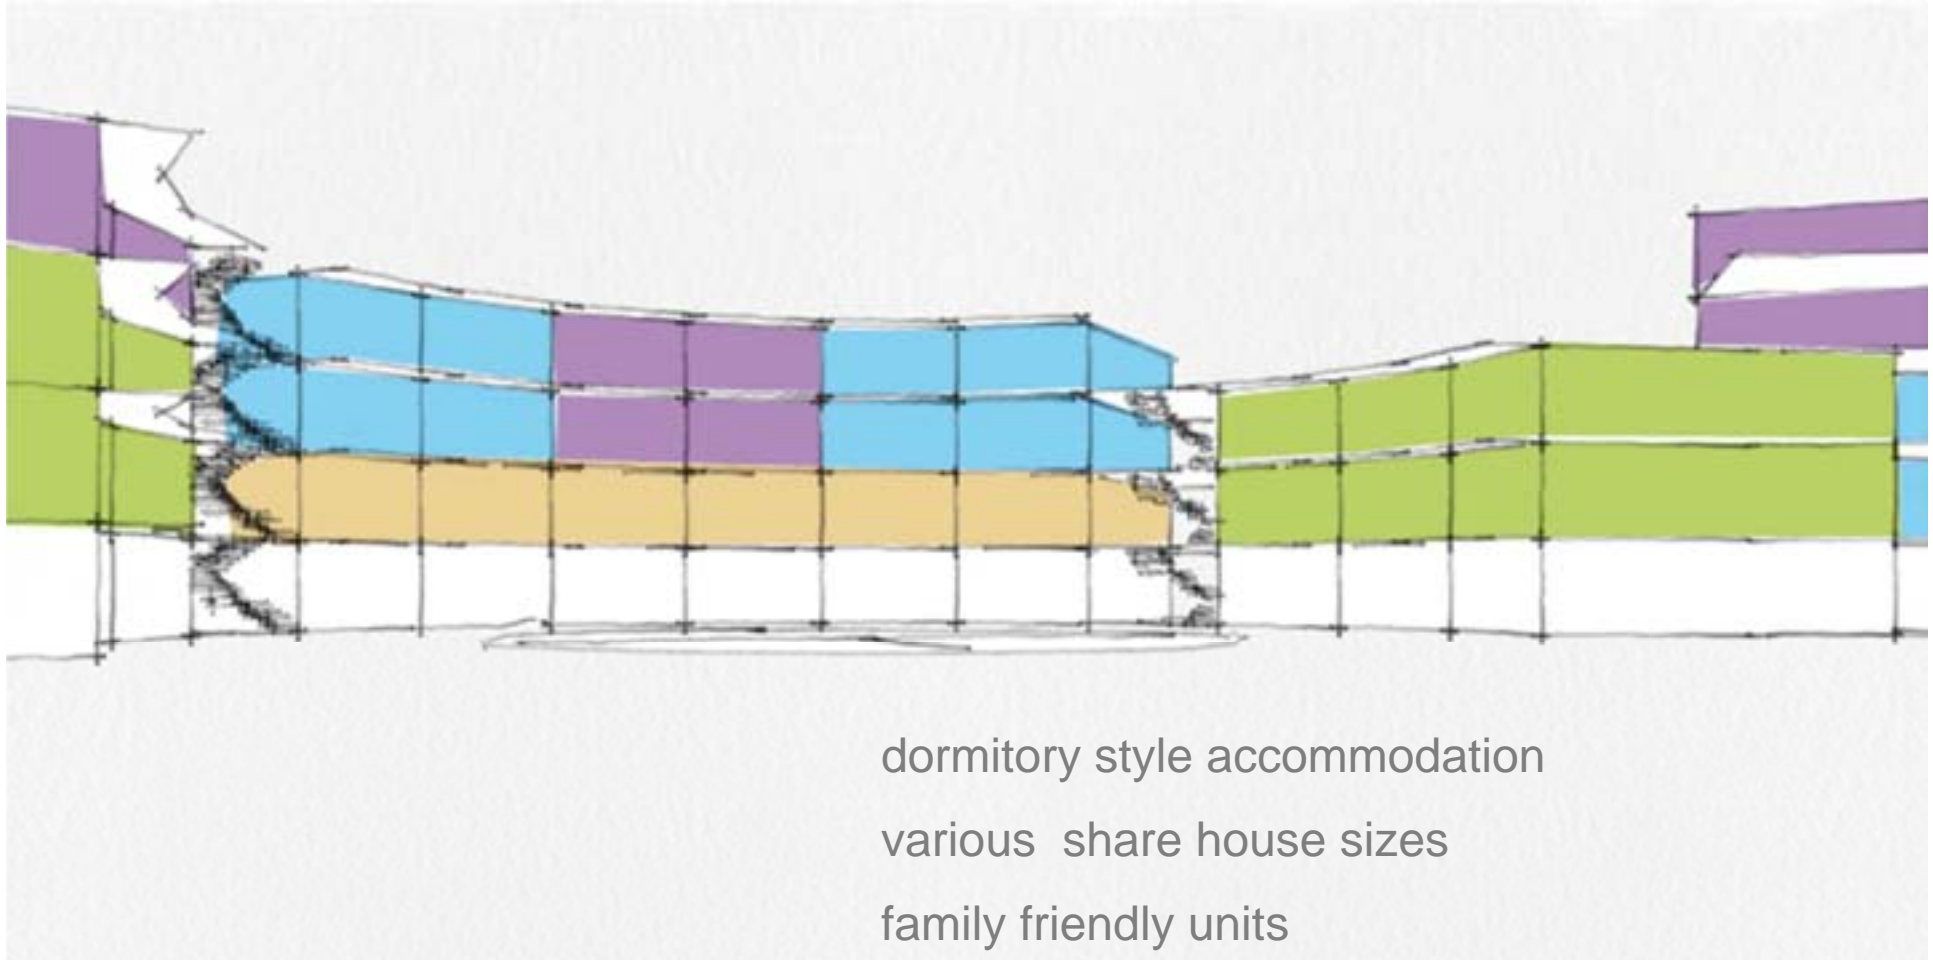 dormitory style accommodation
various  share house sizes
family friendly units